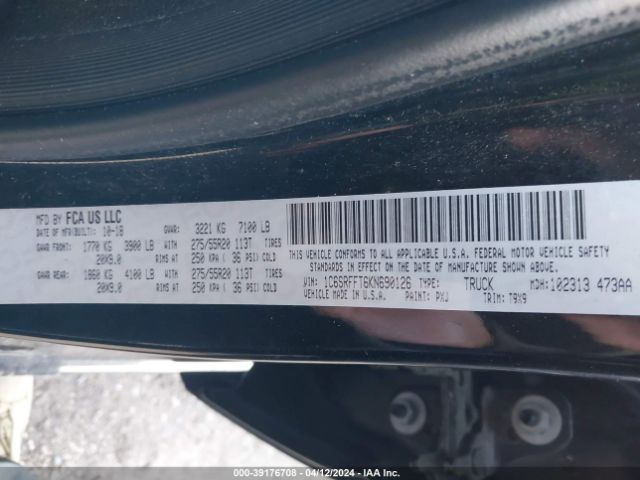 MFD BY FCA US LLC
DATE OF MFR/BUILT: 10-18
GVWR: 3221 KG 7100 LB
GAWR FRONT: 1770 KG 3900 LB WITH 275/55R20 113T TIRES
20X9.0 RIMS AT 250 KPA ( 36 PSI) COLD
GAWR REAR: 1860 KG 4100 LB WITH 275/55R20 113T TIRES
20X9.0 RIMS AT 250 KPA ( 36 PSI) COLD
THIS VEHICLE CONFORMS TO ALL APPLICABLE U.S.A. FEDERAL MOTOR VEHICLE SAFETY
STANDARDS IN EFFECT ON THE DATE OF MANUFACTURE SHOWN ABOVE.
VIN: 1C6SRFFT6KN690126 TYPE: TRUCK MDH: 102313 473AA
MADE IN U.S.A. PAINT: PXJ TRIM: T9X9
000-39176708 - 04/12/2024 - IAA Inc.